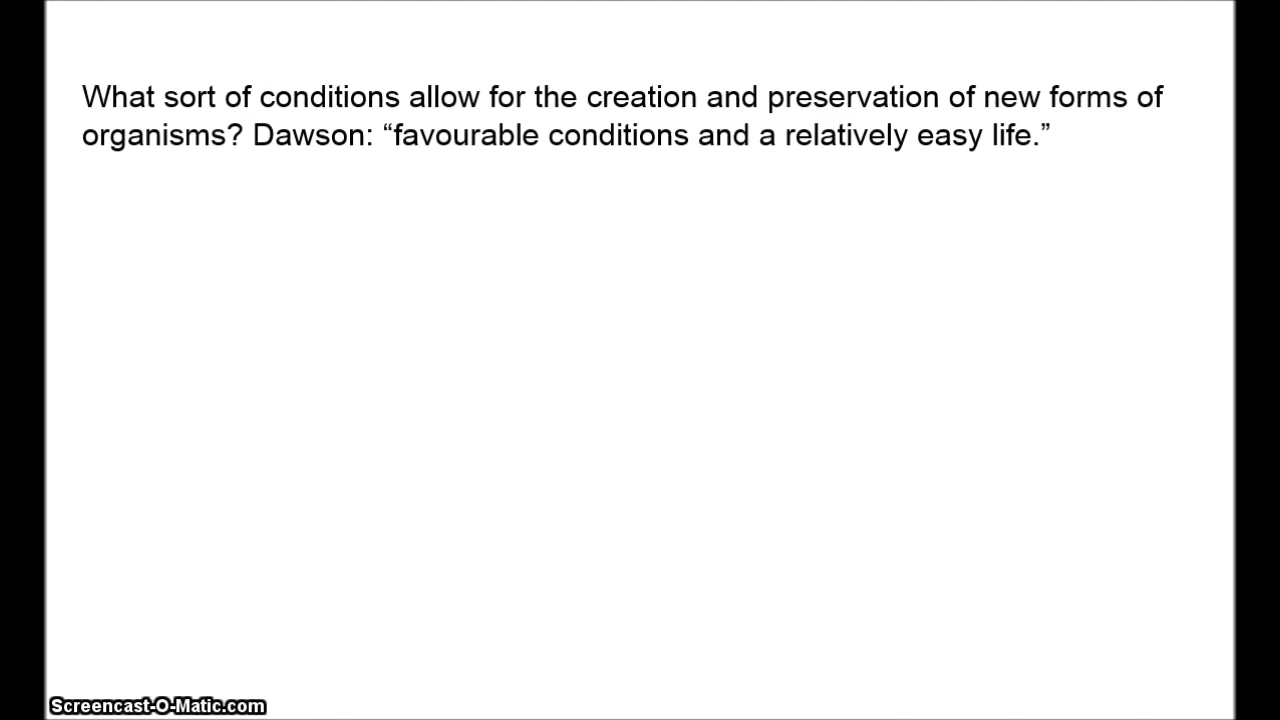 What sort of conditions allow for the creation and preservation of new forms of
organisms? Dawson: “favourable conditions and a relatively easy life.”
Screencast-O-Matic.com